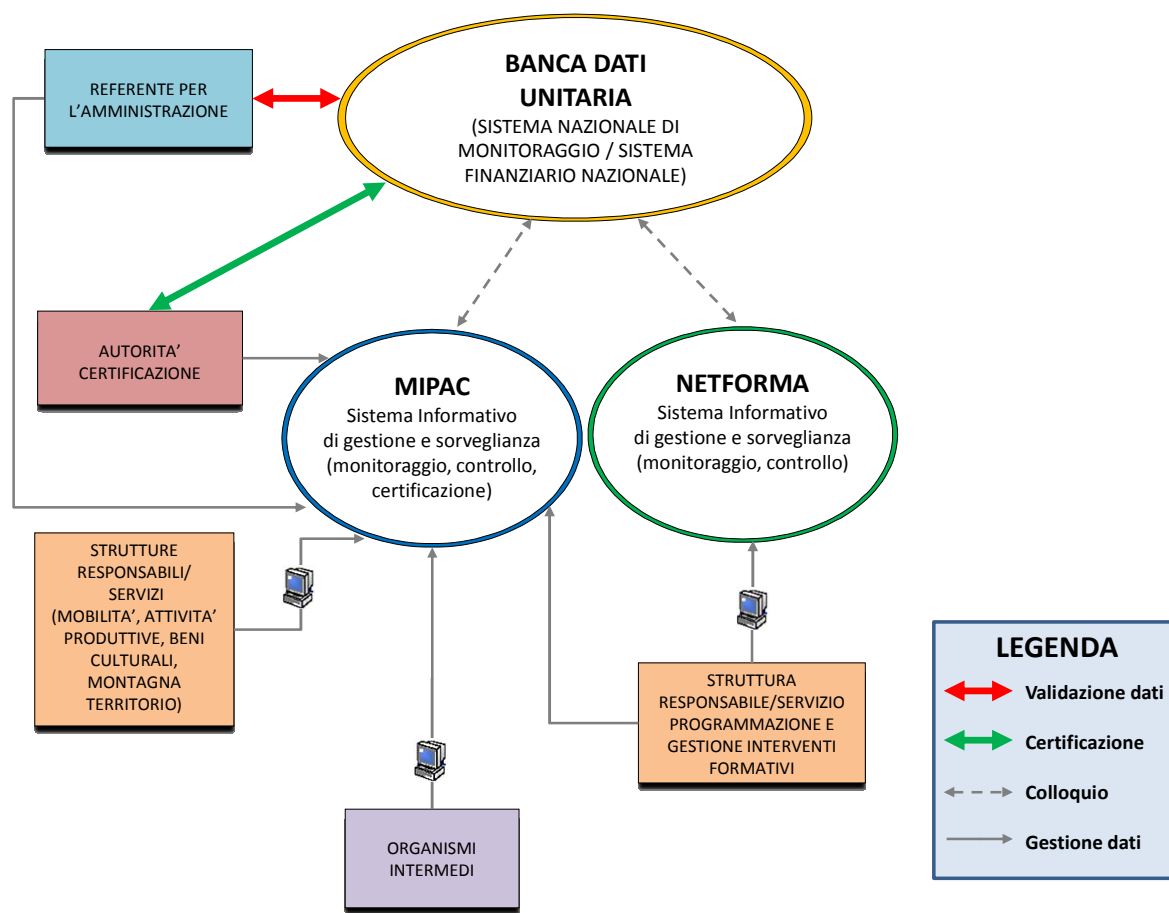 REFERENTE PER
L'AMMINISTRAZIONE
BANCA DATI
UNITARIA
(SISTEMA NAZIONALE DI
MONITORAGGIO / SISTEMA
FINANZIARIO NAZIONALE)
AUTORITA'
CERTIFICAZIONE
MIPAC
Sistema Informativo
di gestione e sorveglianza
(monitoraggio, controllo,
certificazione)
NETFORMA
Sistema Informativo
di gestione e sorveglianza
(monitoraggio, controllo)
STRUTTURE
RESPONSABILI/
SERVIZI
(MOBILITA', ATTIVITA'
PRODUTTIVE, BENI
CULTURALI,
MONTAGNA
TERRITORIO)
STRUTTURA
RESPONSABILE/SERVIZIO
PROGRAMMAZIONE E
GESTIONE INTERVENTI
FORMATIVI
ORGANISMI
INTERMEDI
LEGENDA
Validazione dati
Certificazione
Colloquio
Gestione dati